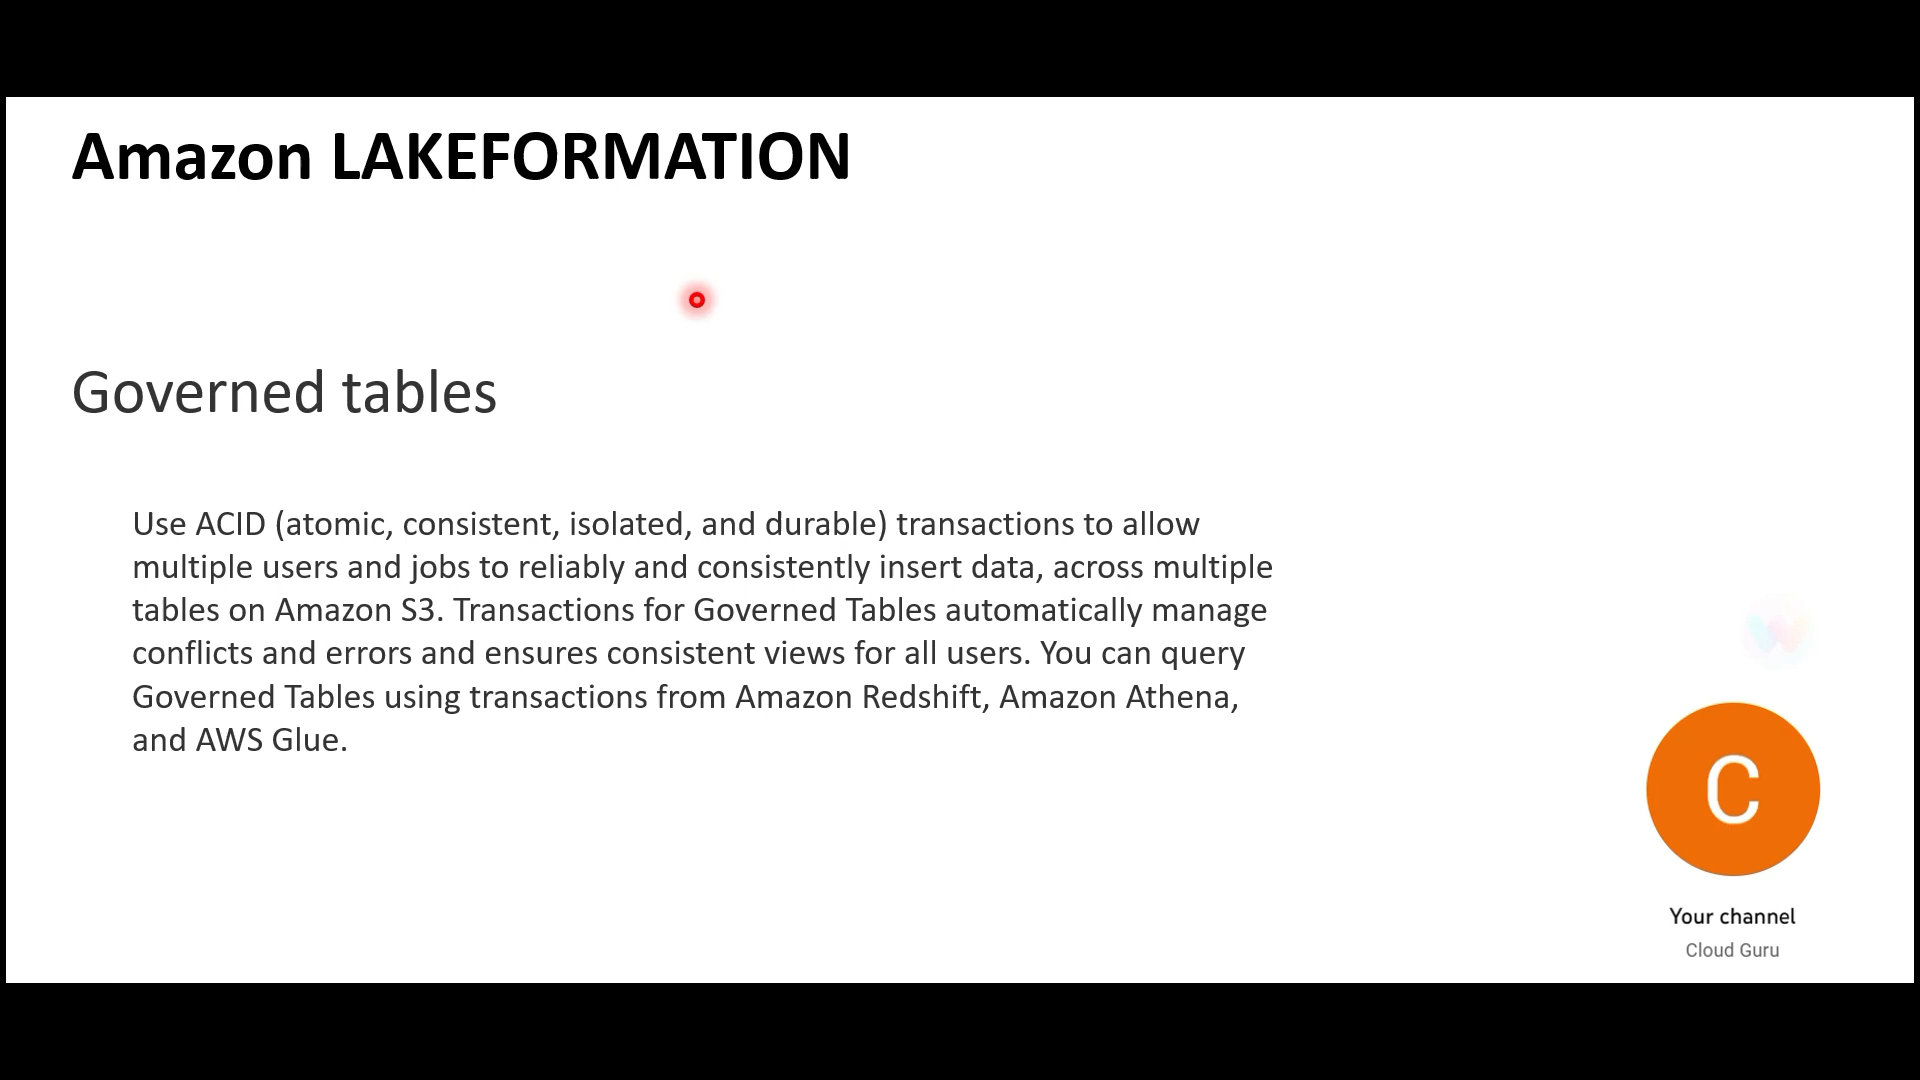 Amazon LAKEFORMATION
Governed tables
Use ACID (atomic, consistent, isolated, and durable) transactions to allow
multiple users and jobs to reliably and consistently insert data, across multiple
tables on Amazon S3. Transactions for Governed Tables automatically manage
conflicts and errors and ensures consistent views for all users. You can query
Governed Tables using transactions from Amazon Redshift, Amazon Athena,
and AWS Glue.
C
Your channel
Cloud Guru